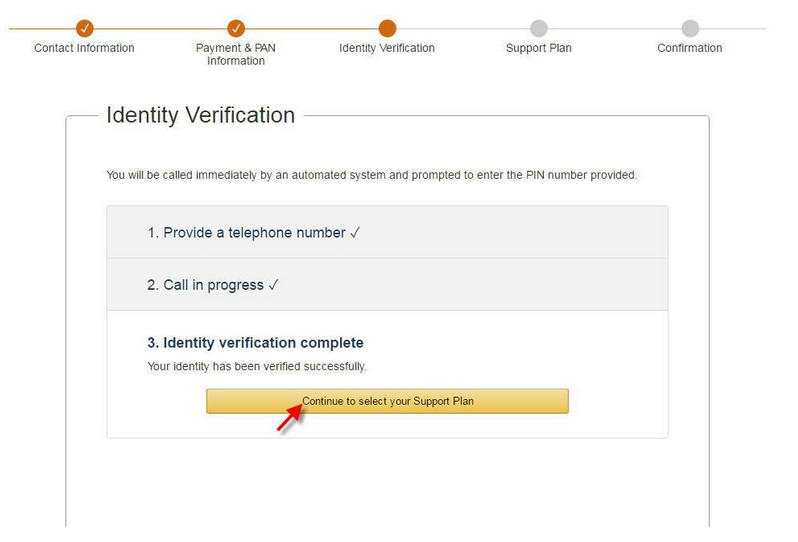 Contact Information
Payment & PAN
Information
Identity Verification
Support Plan
Confirmation
Identity Verification
You will be called immediately by an automated system and prompted to enter the PIN number provided.
1. Provide a telephone number ✓
2. Call in progress ✓
3. Identity verification complete
Your identity has been verified successfully.
Continue to select your Support Plan